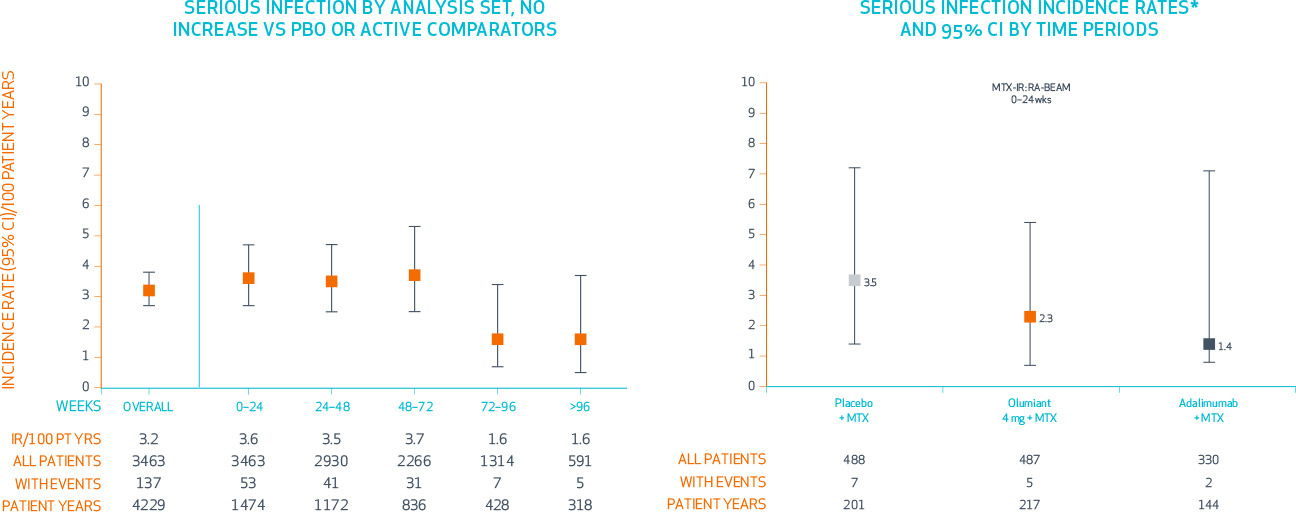 SERIOUS INFECTION BY ANALYSIS SET, NO
INCREASE VS PBO OR ACTIVE COMPARATORS
INCIDENCE RATE (95% CI)/100 PATIENT YEARS
10
9
8
7
6
5
4
3
2
1
0
WEEKS OVERALL 0–24 24–48 48–72 72–96 >96
IR/100 PT YRS 3.2 3.6 3.5 3.7 1.6 1.6
ALL PATIENTS 3463 3463 2930 2266 1314 591
WITH EVENTS 137 53 41 31 7 5
PATIENT YEARS 4229 1474 1172 836 428 318
SERIOUS INFECTION INCIDENCE RATES*
AND 95% CI BY TIME PERIODS
MTX-IR: RA-BEAM
0–24wks
10
9
8
7
6
5
4
3
2
1
0
3.5
2.3
1.4
Placebo Olumiant Adalimumab
+ MTX 4 mg + MTX + MTX
ALL PATIENTS 488 487 330
WITH EVENTS 7 5 2
PATIENT YEARS 201 217 144